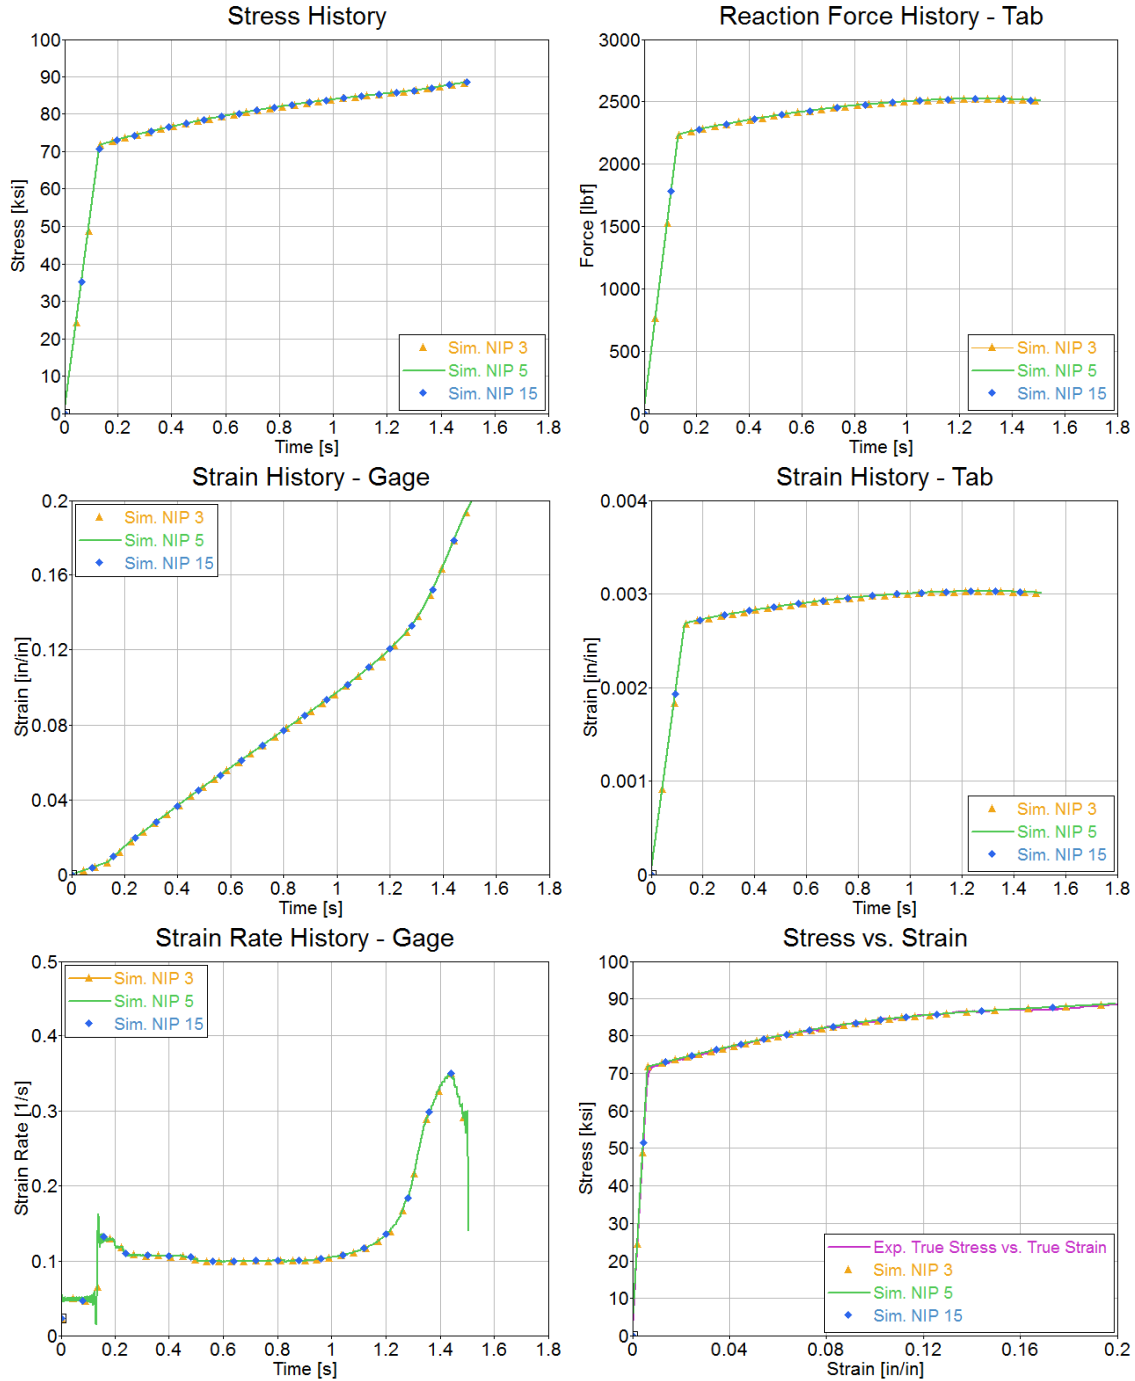 Stress History
100
90
80
70
60
50
40
30
20
10
0
Stress [ksi]
Sim. NIP 3
Sim. NIP 5
Sim. NIP 15
0 0.2 0.4 0.6 0.8 1 1.2 1.4 1.6 1.8
Time [s]
Reaction Force History - Tab
3000
2500
2000
1500
1000
500
0
Force [lbf]
Sim. NIP 3
Sim. NIP 5
Sim. NIP 15
0 0.2 0.4 0.6 0.8 1 1.2 1.4 1.6 1.8
Time [s]
Strain History - Gage
0.2
0.16
0.12
0.08
0.04
0
Strain [in/in]
Sim. NIP 3
Sim. NIP 5
Sim. NIP 15
0 0.2 0.4 0.6 0.8 1 1.2 1.4 1.6 1.8
Time [s]
Strain History - Tab
0.004
0.003
0.002
0.001
0
Strain [in/in]
Sim. NIP 3
Sim. NIP 5
Sim. NIP 15
0 0.2 0.4 0.6 0.8 1 1.2 1.4 1.6 1.8
Time [s]
Strain Rate History - Gage
0.5
0.4
0.3
0.2
0.1
0
Strain Rate [1/s]
Sim. NIP 3
Sim. NIP 5
Sim. NIP 15
0 0.2 0.4 0.6 0.8 1 1.2 1.4 1.6 1.8
Time [s]
Stress vs. Strain
100
90
80
70
60
50
40
30
20
10
0
Stress [ksi]
Exp. True Stress vs. True Strain
Sim. NIP 3
Sim. NIP 5
Sim. NIP 15
0 0.04 0.08 0.12 0.16 0.2
Strain [in/in]